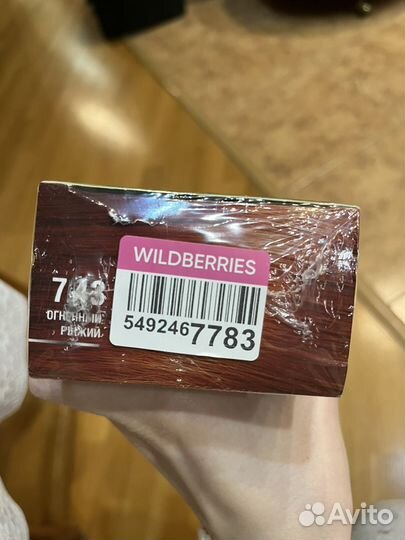 WILDBERRIES
5492467783
7.43
ОГНЕННЫЙ
РЫЖИЙ
Avito